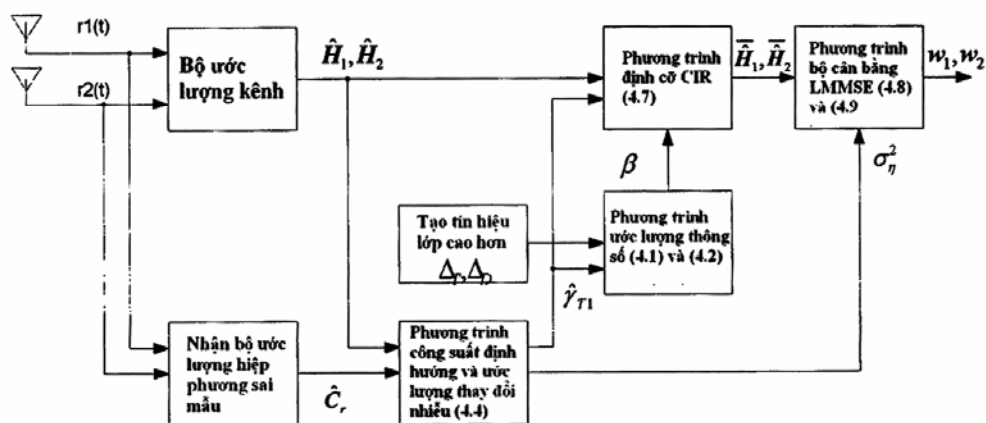 r1(t)
r2(t)
Bộ ước
lượng kênh
Ĥ₁, Ĥ₂
Phương trình
định cỡ CIR
(4.7)
H̅̂₁, H̅̂₂
Phương trình
bộ cân bằng
LMMSE (4.8)
và (4.9
w₁, w₂
β
σ²η
Tạo tín hiệu
lớp cao hơn
Phương trình
ước lượng thông
số (4.1) và (4.2)
γ̂T1
Nhận bộ ước
lượng hiệp
phương sai
mẫu
Ĉr
Phương trình
công suất định
hướng và ước
lượng thay đổi
nhiễu (4.4)